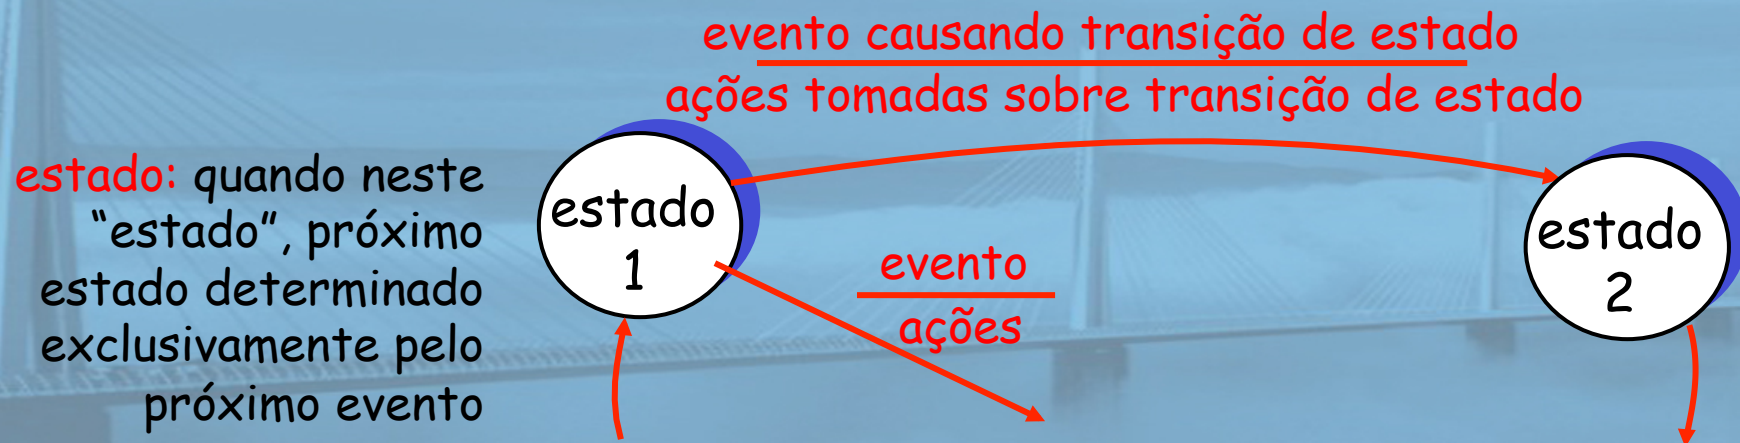 evento causando transição de estado
ações tomadas sobre transição de estado
estado: quando neste
“estado”, próximo
estado determinado
exclusivamente pelo
próximo evento
estado
1
evento
ações
estado
2